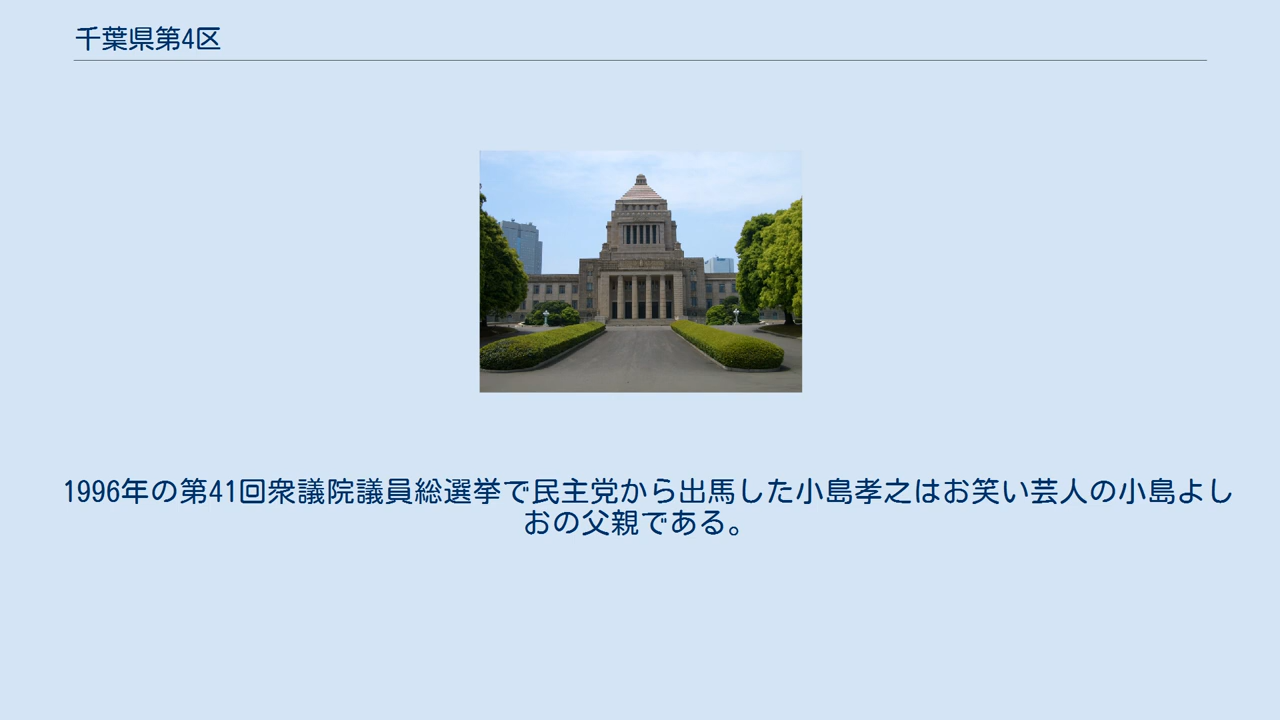 千葉県第4区
1996年の第41回衆議院議員総選挙で民主党から出馬した小島孝之はお笑い芸人の小島よし
おの父親である。